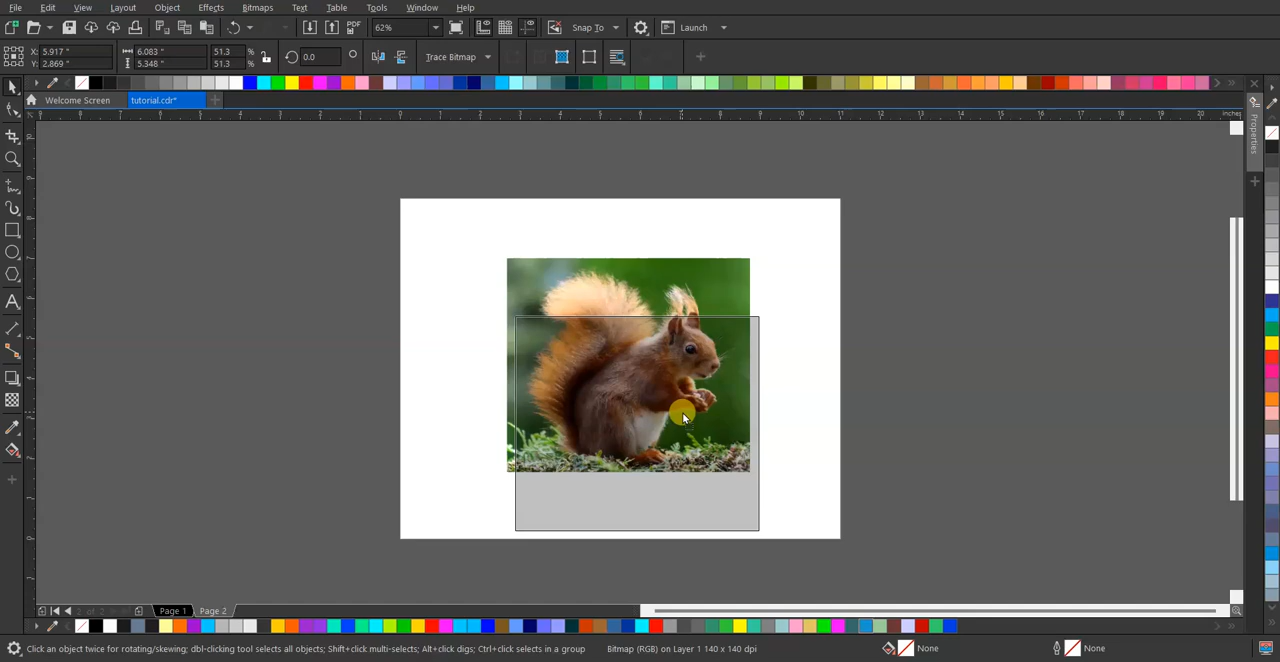 File Edit View Layout Object Effects Bitmaps Text Table Tools Window Help
PDF 62% Snap To Launch
X: 5.917 " 6.083 " 51.3 % 0.0 Trace Bitmap
Y: 2.869 " 5.348 " 51.3 %
Welcome Screen tutorial.cdr*
Inches
Properties
2 of 2 Page 1 Page 2
Click an object twice for rotating/skewing; dbl-clicking tool selects all objects; Shift+click multi-selects; Alt+click digs; Ctrl+click selects in a group Bitmap (RGB) on Layer 1 140 x 140 dpi None None